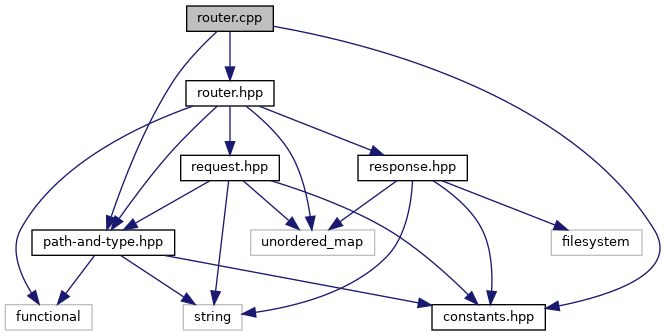 router.cpp
router.hpp
request.hpp
response.hpp
path-and-type.hpp
unordered_map
filesystem
functional
string
constants.hpp